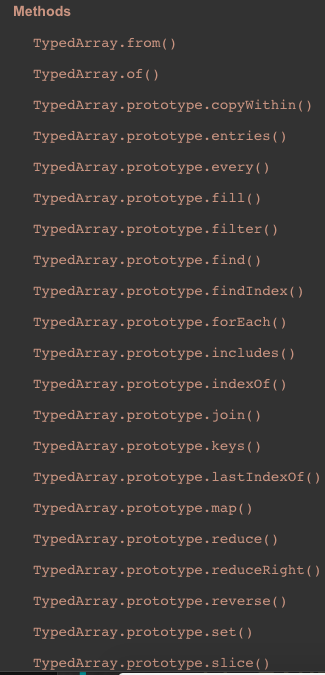 Methods
TypedArray.from()
TypedArray.of()
TypedArray.prototype.copyWithin()
TypedArray.prototype.entries()
TypedArray.prototype.every()
TypedArray.prototype.fill()
TypedArray.prototype.filter()
TypedArray.prototype.find()
TypedArray.prototype.findIndex()
TypedArray.prototype.forEach()
TypedArray.prototype.includes()
TypedArray.prototype.indexOf()
TypedArray.prototype.join()
TypedArray.prototype.keys()
TypedArray.prototype.lastIndexOf()
TypedArray.prototype.map()
TypedArray.prototype.reduce()
TypedArray.prototype.reduceRight()
TypedArray.prototype.reverse()
TypedArray.prototype.set()
TypedArray.prototype.slice()